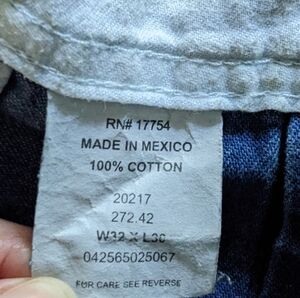 RN# 17754
MADE IN MEXICO
100% COTTON
20217
272.42
W32 X L30
042565025067
FOR CARE SEE REVERSE